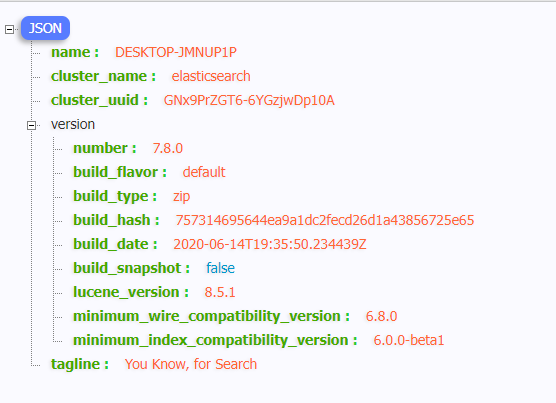 JSON
name : DESKTOP-JMNUP1P
cluster_name : elasticsearch
cluster_uuid : GNx9PrZGT6-6YGzjwDp10A
version
number : 7.8.0
build_flavor : default
build_type : zip
build_hash : 757314695644ea9a1dc2fecd26d1a43856725e65
build_date : 2020-06-14T19:35:50.234439Z
build_snapshot : false
lucene_version : 8.5.1
minimum_wire_compatibility_version : 6.8.0
minimum_index_compatibility_version : 6.0.0-beta1
tagline : You Know, for Search